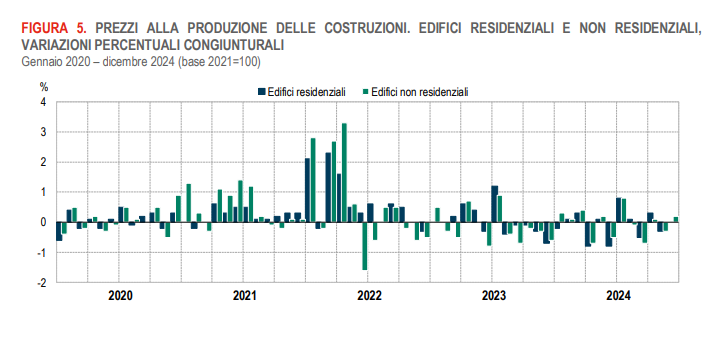 FIGURA 5. PREZZI ALLA PRODUZIONE DELLE COSTRUZIONI. EDIFICI RESIDENZIALI E NON RESIDENZIALI,
VARIAZIONI PERCENTUALI CONGIUNTURALI
Gennaio 2020 – dicembre 2024 (base 2021=100)
%
Edifici residenziali Edifici non residenziali
4
3
2
1
0
-1
-2
2020 2021 2022 2023 2024